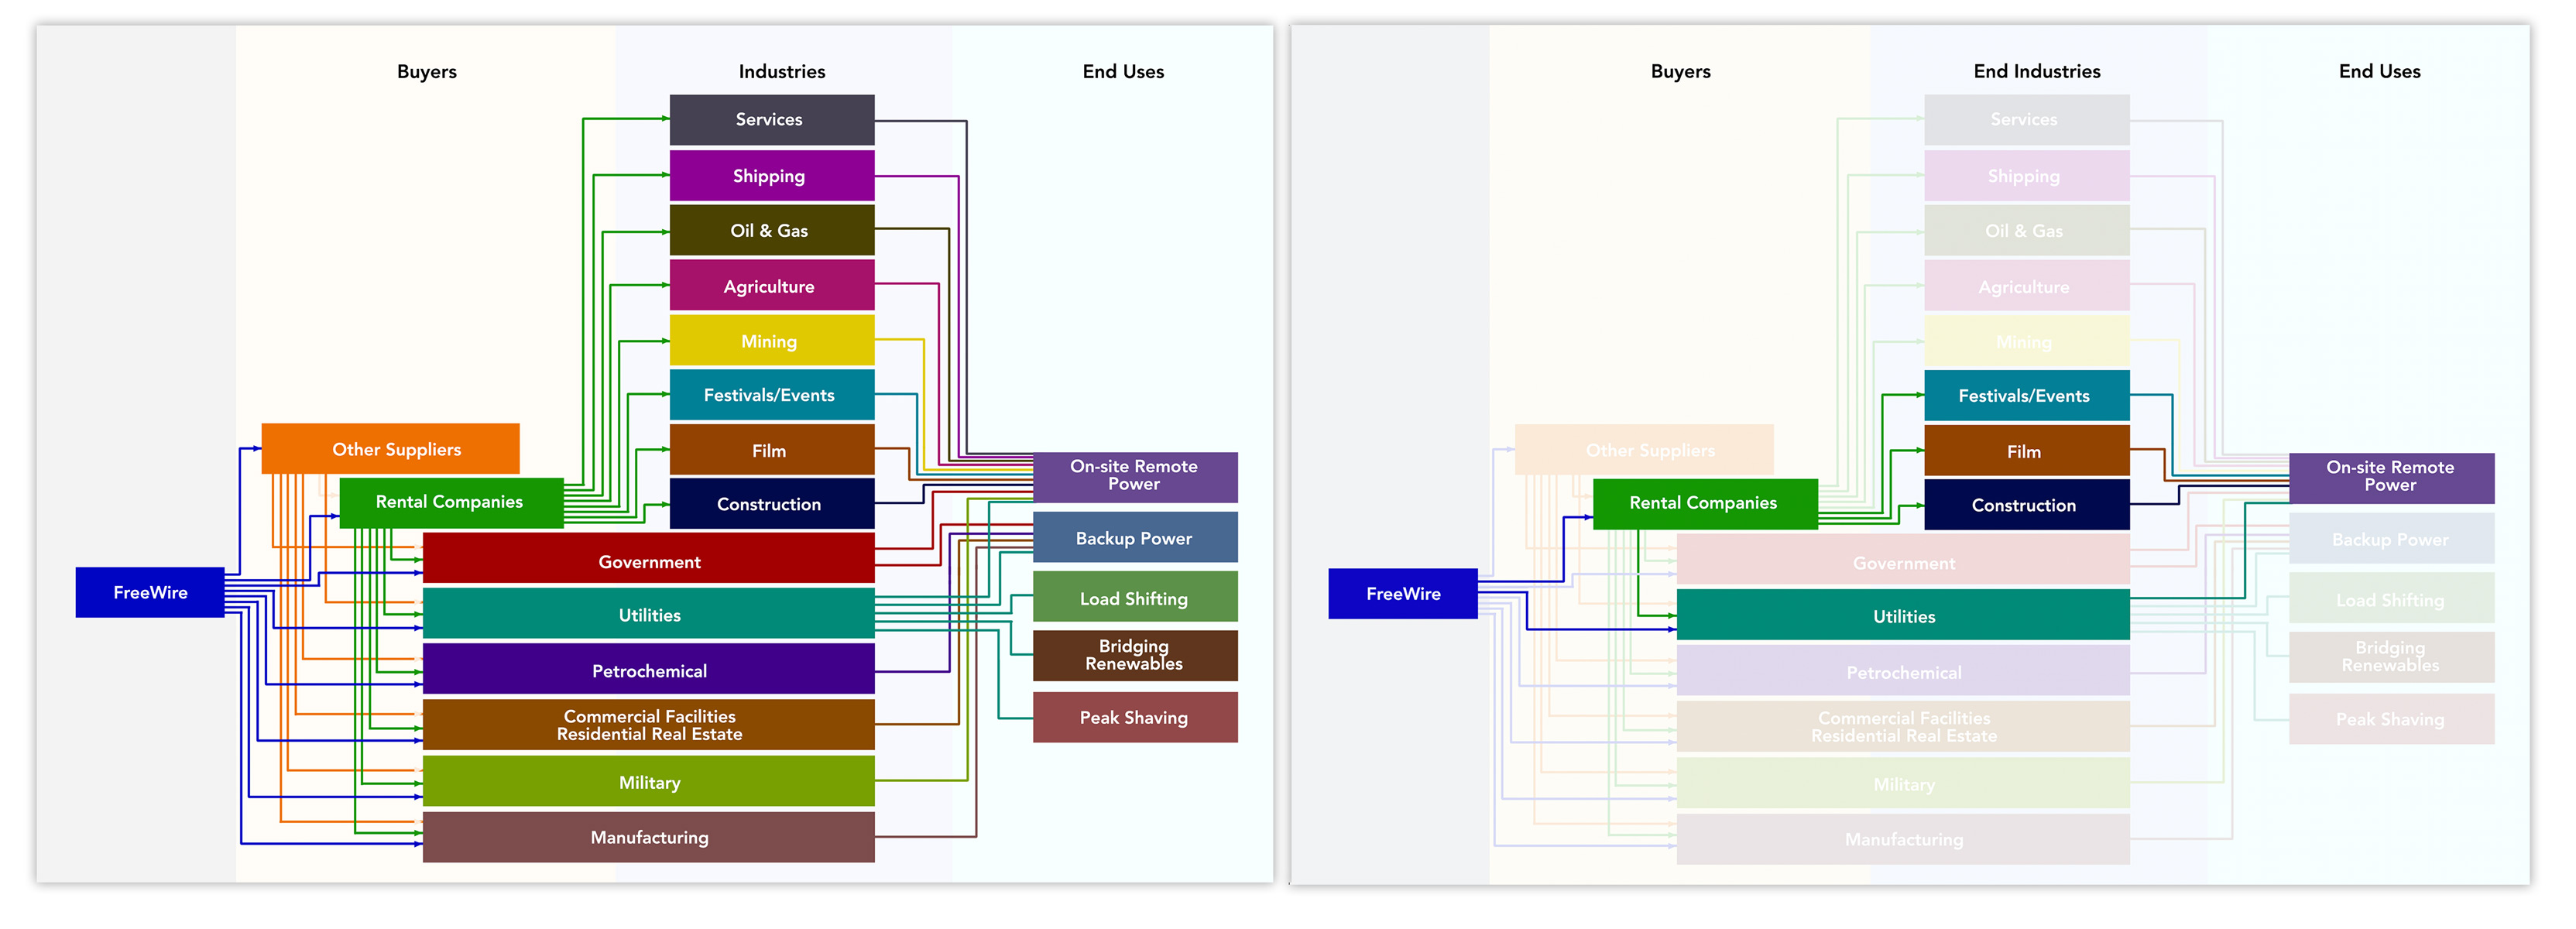 Buyers
Industries
End Uses
Services
Shipping
Oil & Gas
Agriculture
Mining
Festivals/Events
Other Suppliers
Film
On-site Remote
Power
Rental Companies
Construction
Backup Power
Government
FreeWire
Load Shifting
Utilities
Bridging
Renewables
Petrochemical
Commercial Facilities
Residential Real Estate
Peak Shaving
Military
Manufacturing
Buyers
End Industries
End Uses
Services
Shipping
Oil & Gas
Agriculture
Mining
Festivals/Events
Other Suppliers
Film
On-site Remote
Power
Rental Companies
Construction
Backup Power
Government
FreeWire
Load Shifting
Utilities
Bridging
Renewables
Petrochemical
Commercial Facilities
Residential Real Estate
Peak Shaving
Military
Manufacturing